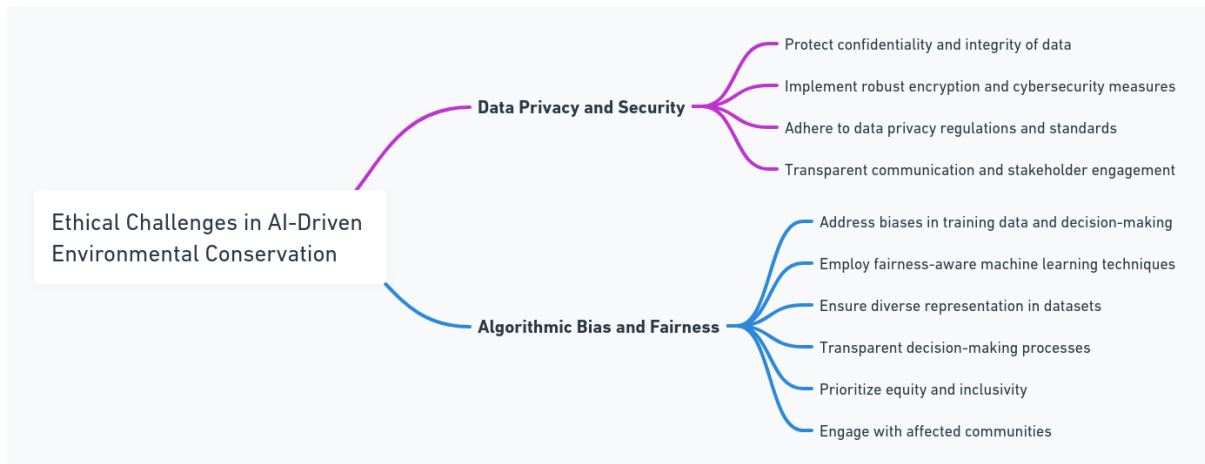 Ethical Challenges in AI-Driven
Environmental Conservation
Data Privacy and Security
Protect confidentiality and integrity of data
Implement robust encryption and cybersecurity measures
Adhere to data privacy regulations and standards
Transparent communication and stakeholder engagement
Algorithmic Bias and Fairness
Address biases in training data and decision-making
Employ fairness-aware machine learning techniques
Ensure diverse representation in datasets
Transparent decision-making processes
Prioritize equity and inclusivity
Engage with affected communities